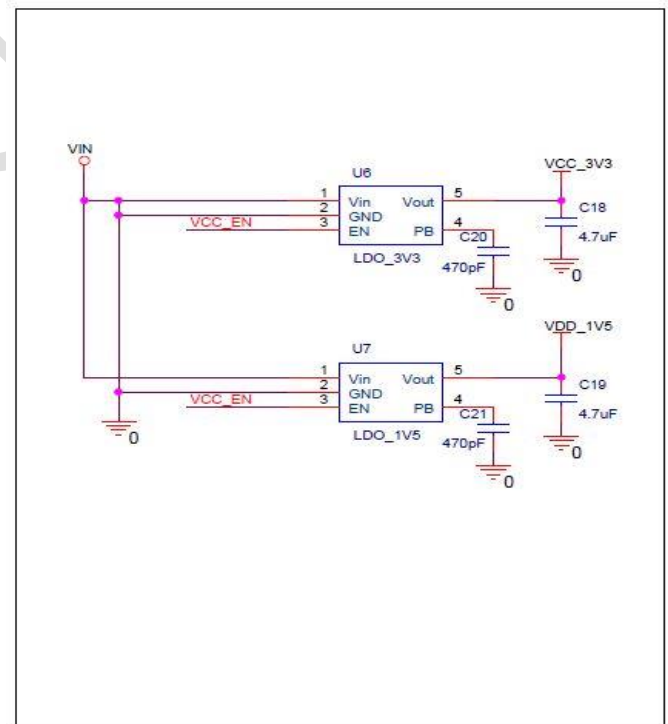 VIN
U6
VCC_3V3
1 Vin Vout 5
2 GND
VCC_EN 3 EN PB 4
C18
4.7uF
C20
470pF
LDO_3V3
0
0
VDD_1V5
U7
1 Vin Vout 5
2 GND
VCC_EN 3 EN PB 4
C19
4.7uF
C21
470pF
LDO_1V5
0
0
0